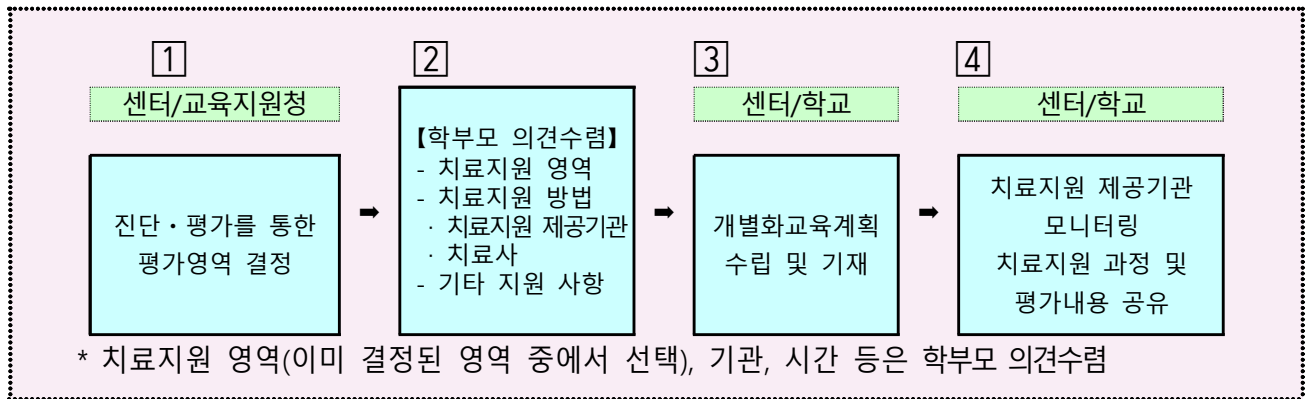 1
센터/교육지원청
진단・평가를 통한
평가영역 결정
➡
2
【학부모 의견수렴】
- 치료지원 영역
- 치료지원 방법
· 치료지원 제공기관
· 치료사
- 기타 지원 사항
➡
3
센터/학교
개별화교육계획
수립 및 기재
➡
4
센터/학교
치료지원 제공기관
모니터링
치료지원 과정 및
평가내용 공유
* 치료지원 영역(이미 결정된 영역 중에서 선택), 기관, 시간 등은 학부모 의견수렴